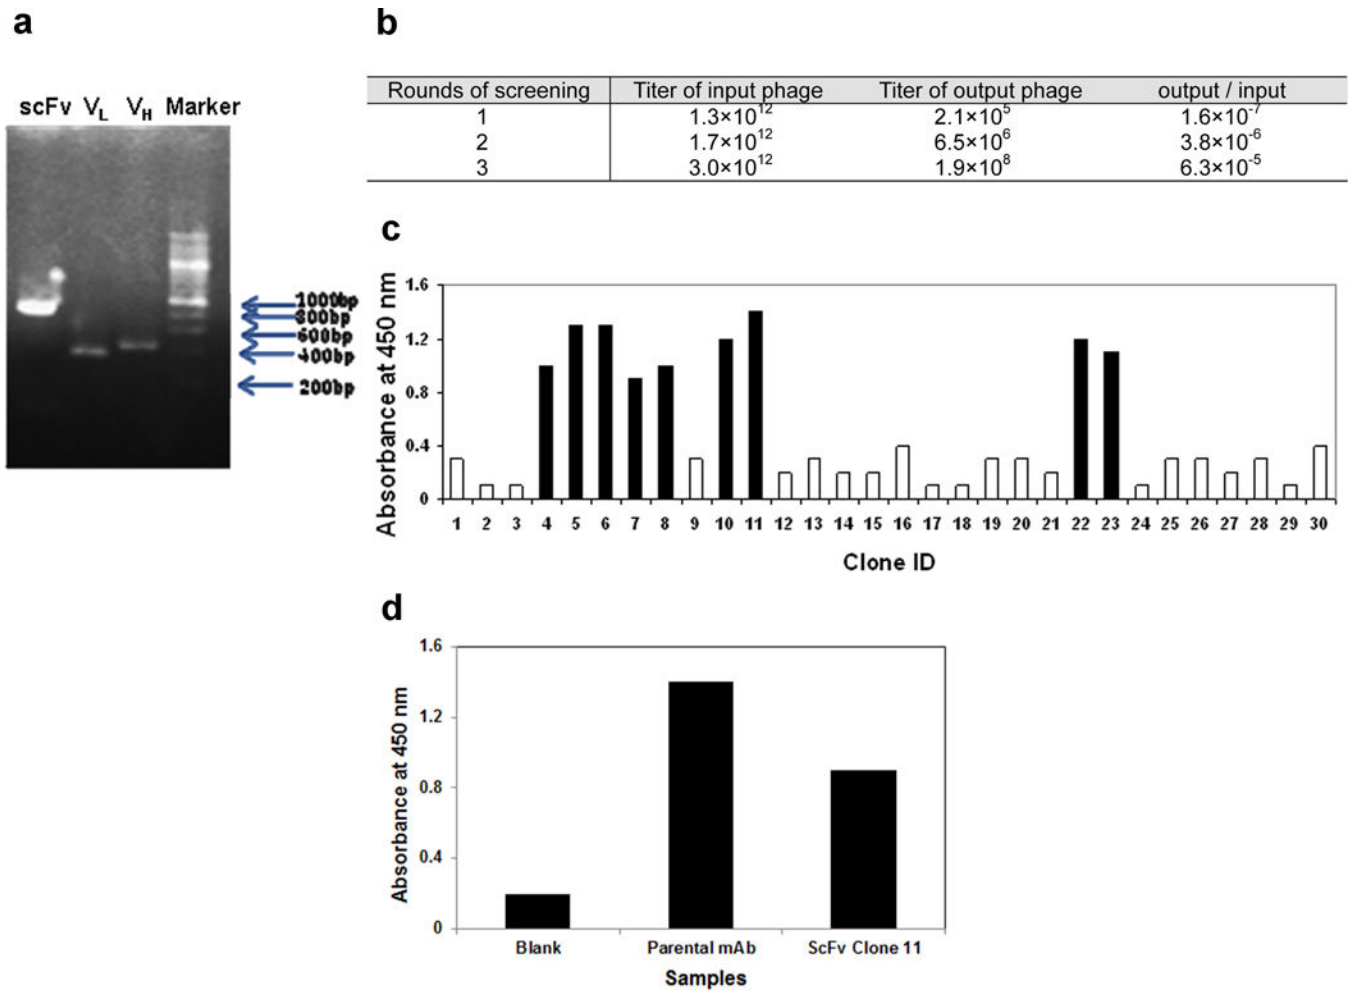 a
scFv VL VH Marker
1000bp
800bp
600bp
400bp
200bp
b
Rounds of screening Titer of input phage Titer of output phage output / input
1 1.3×10^12 2.1×10^5 1.6×10^-7
2 1.7×10^12 6.5×10^6 3.8×10^-6
3 3.0×10^12 1.9×10^8 6.3×10^-5
c
Absorbance at 450 nm
1.6
1.2
0.8
0.4
0
1 2 3 4 5 6 7 8 9 10 11 12 13 14 15 16 17 18 19 20 21 22 23 24 25 26 27 28 29 30
Clone ID
d
Absorbance at 450 nm
1.6
1.2
0.8
0.4
0
Blank Parental mAb ScFv Clone 11
Samples